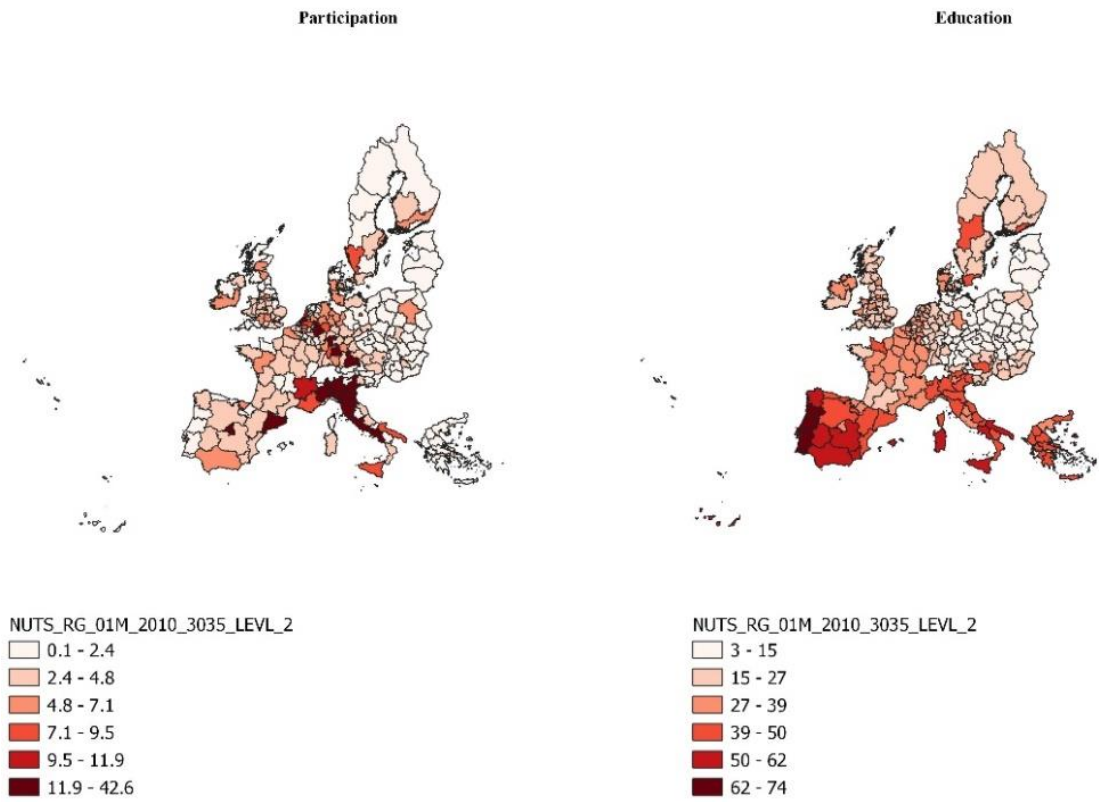 Participation
Education
NUTS_RG_01M_2010_3035_LEVL_2
0.1 - 2.4
2.4 - 4.8
4.8 - 7.1
7.1 - 9.5
9.5 - 11.9
11.9 - 42.6
NUTS_RG_01M_2010_3035_LEVL_2
3 - 15
15 - 27
27 - 39
39 - 50
50 - 62
62 - 74